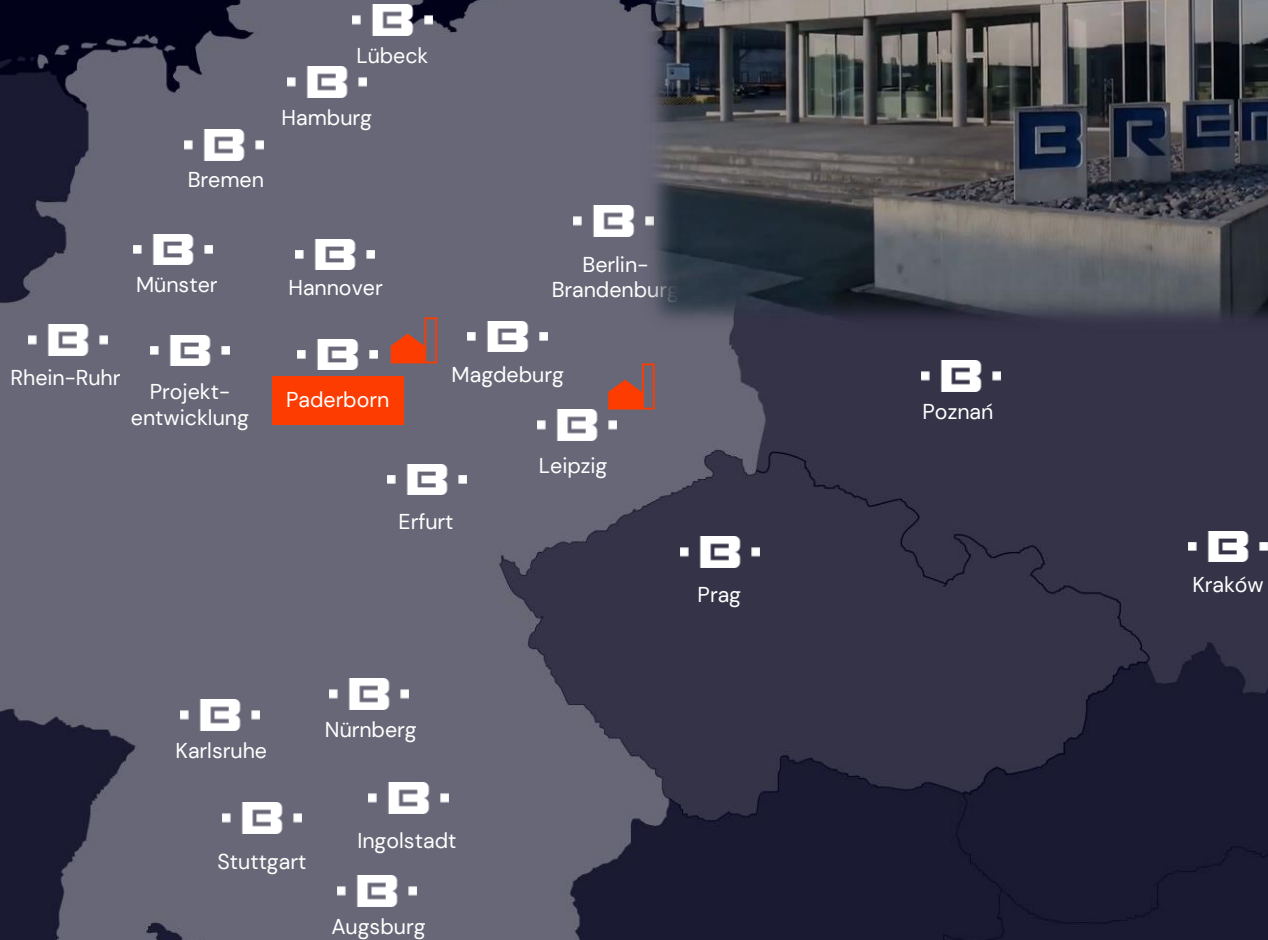 Lübeck
Hamburg
Bremen
BREM
Münster
Hannover
Berlin-
Brandenburg
Rhein-Ruhr
Projekt-
entwicklung
Paderborn
Magdeburg
Leipzig
Poznań
Erfurt
Prag
Kraków
Karlsruhe
Nürnberg
Stuttgart
Ingolstadt
Augsburg